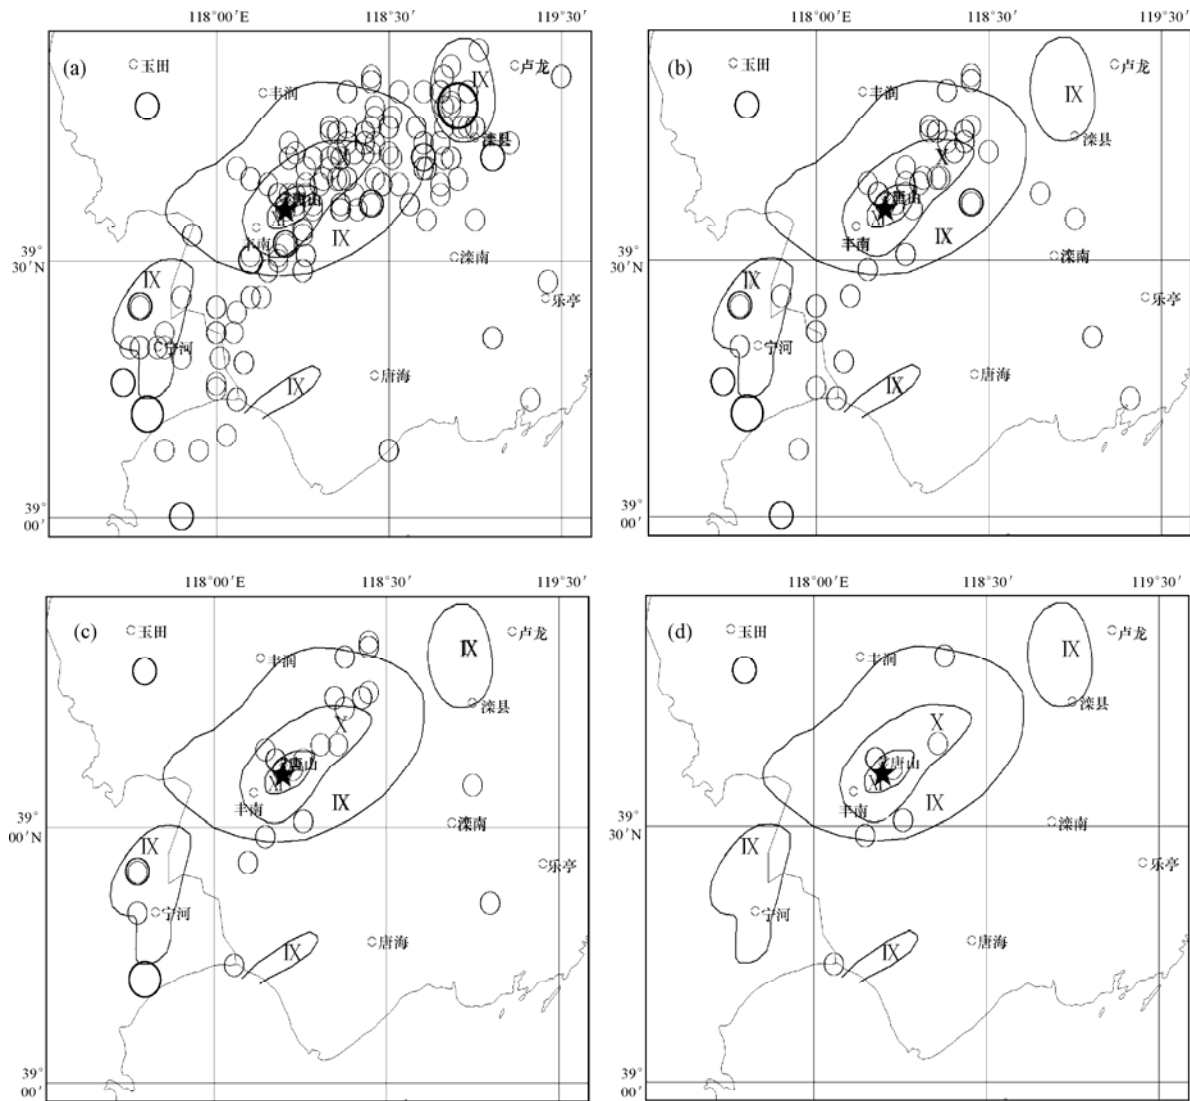 118°00′E 118°30′ 119°30′
118°00′E 118°30′ 119°30′
(a) 玉田 IX 卢龙
丰润
滦县
X
唐山
XI
丰南 IX
39°
30′N
滦南
IX
乐亭
宁河
唐海
IX
39°
00′
(b) 玉田 卢龙
丰润 IX
滦县
X
唐山
XI
丰南 IX
39°
30′N
滦南
IX
乐亭
宁河
唐海
IX
39°
00′
118°00′E 118°30′ 119°30′
118°00′E 118°30′ 119°30′
(c) 玉田 卢龙
丰润 IX
滦县
X
唐山
XI
丰南 IX
39°
00′N
滦南
IX
乐亭
宁河
唐海
IX
39°
00′
(d) 玉田 卢龙
丰润 IX
滦县
X
唐山
XI
丰南 IX
39°
30′N
滦南
IX
乐亭
宁河
唐海
IX
39°
00′